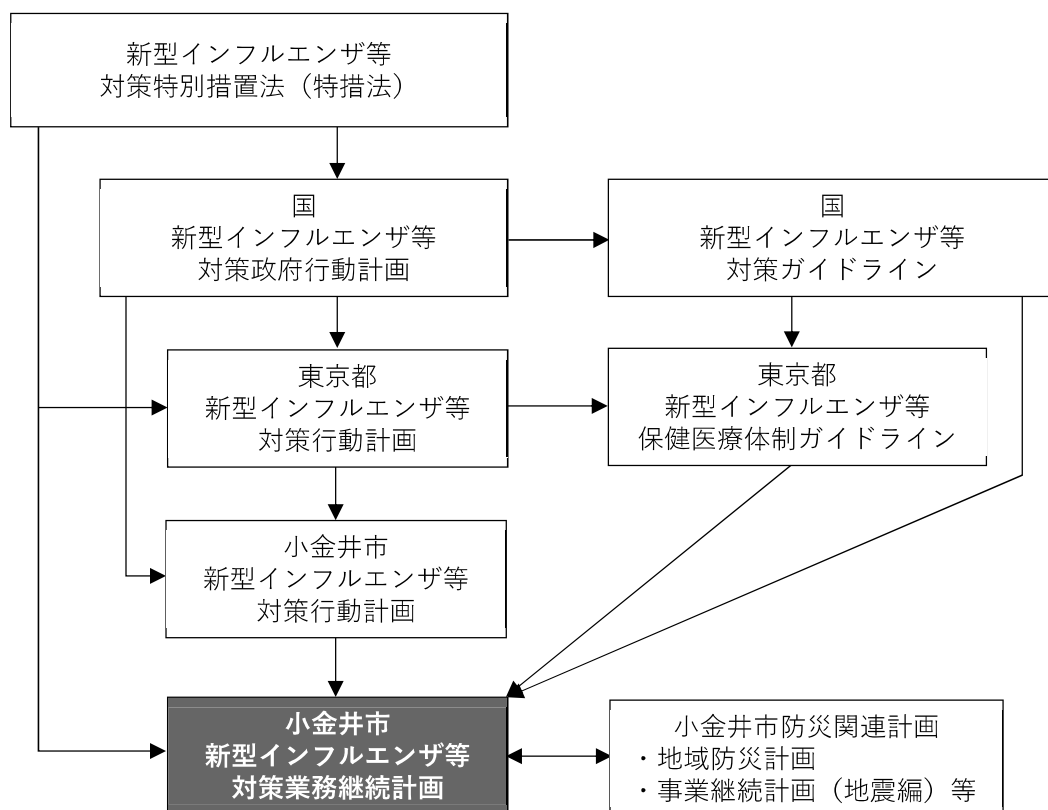 新型インフルエンザ等
対策特別措置法（特措法）
国
新型インフルエンザ等
対策政府行動計画
国
新型インフルエンザ等
対策ガイドライン
東京都
新型インフルエンザ等
対策行動計画
東京都
新型インフルエンザ等
保健医療体制ガイドライン
小金井市
新型インフルエンザ等
対策行動計画
小金井市
新型インフルエンザ等
対策業務継続計画
小金井市防災関連計画
・地域防災計画
・事業継続計画（地震編）等